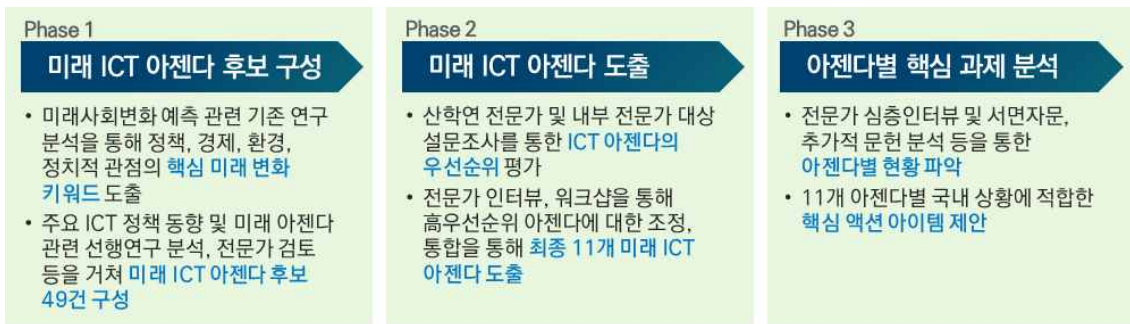 Phase 1
미래 ICT 아젠다 후보 구성
• 미래사회변화 예측 관련 기존 연구
분석을 통해 정책, 경제, 환경,
정치적 관점의 핵심 미래 변화
키워드 도출
• 주요 ICT 정책 동향 및 미래 아젠다
관련 선행연구 분석, 전문가 검토
등을 거쳐 미래 ICT 아젠다 후보
49건 구성
Phase 2
미래 ICT 아젠다 도출
• 산학연 전문가 및 내부 전문가 대상
설문조사를 통한 ICT 아젠다의
우선순위 평가
• 전문가 인터뷰, 워크샵을 통해
高우선순위 아젠다에 대한 조정,
통합을 통해 최종 11개 미래 ICT
아젠다 도출
Phase 3
아젠다별 핵심 과제 분석
• 전문가 심층인터뷰 및 서면자문,
추가적 문헌 분석 등을 통한
아젠다별 현황 파악
• 11개 아젠다별 국내 상황에 적합한
핵심 액션 아이템 제안